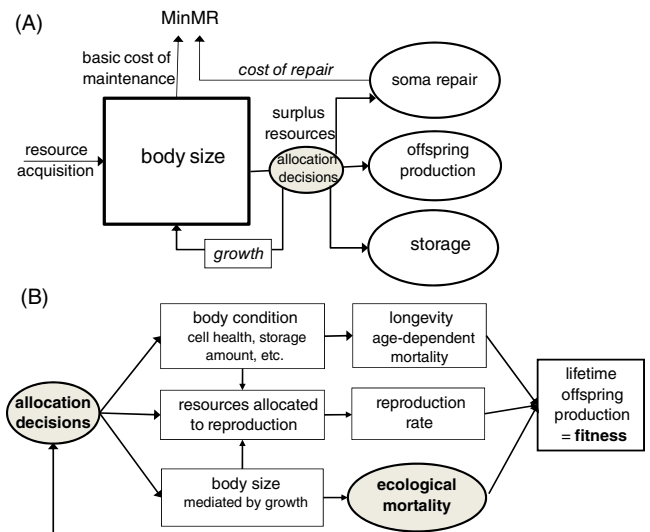 (A)
MinMR
basic cost of
maintenance
cost of repair
soma repair
surplus
resources
resource
acquisition
body size
allocation
decisions
offspring
production
growth
storage
(B)
body condition
cell health, storage
amount, etc.
longevity
age-dependent
mortality
allocation
decisions
resources allocated
to reproduction
reproduction
rate
lifetime
offspring
production
= fitness
body size
mediated by growth
ecological
mortality